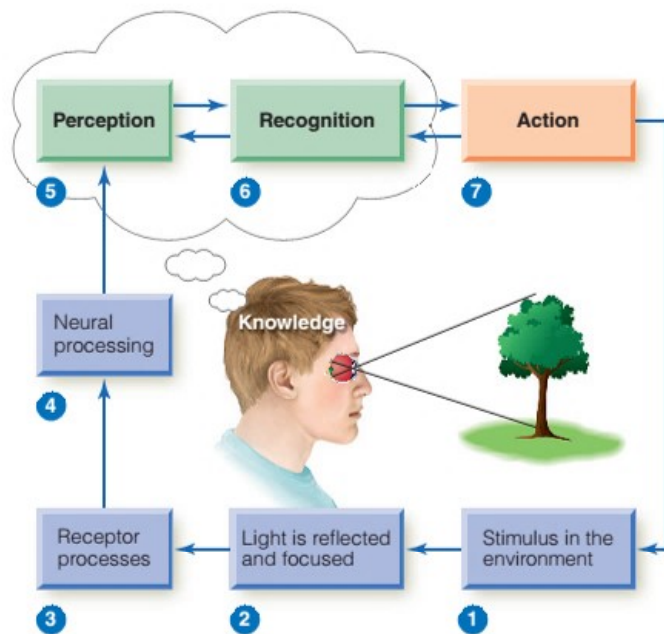 Perception
Recognition
Action
5
6
7
Neural
processing
Knowledge
4
Receptor
processes
Light is reflected
and focused
Stimulus in the
environment
3
2
1